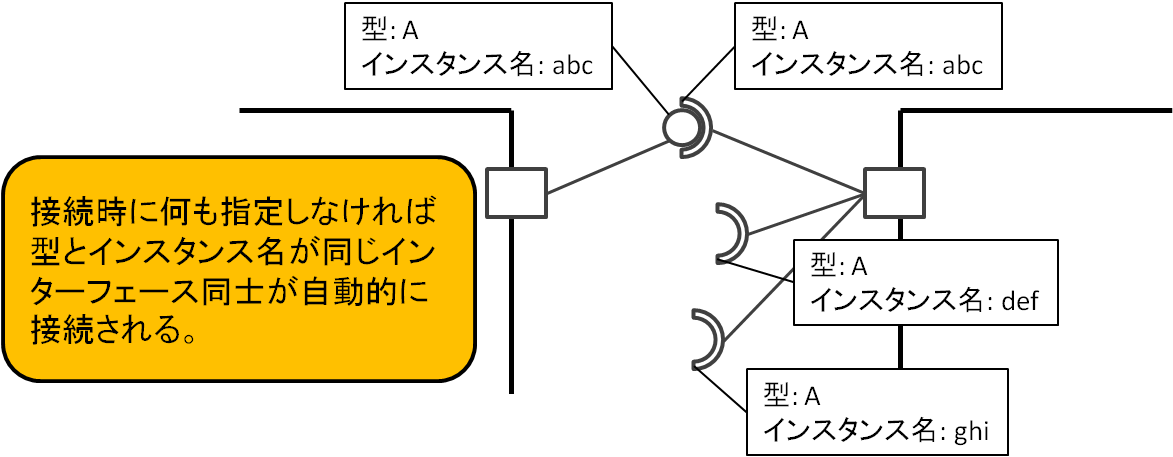 型: A
インスタンス名: abc
型: A
インスタンス名: abc
接続時に何も指定しなければ
型とインスタンス名が同じイン
ターフェース同士が自動的に
接続される。
型: A
インスタンス名: def
型: A
インスタンス名: ghi